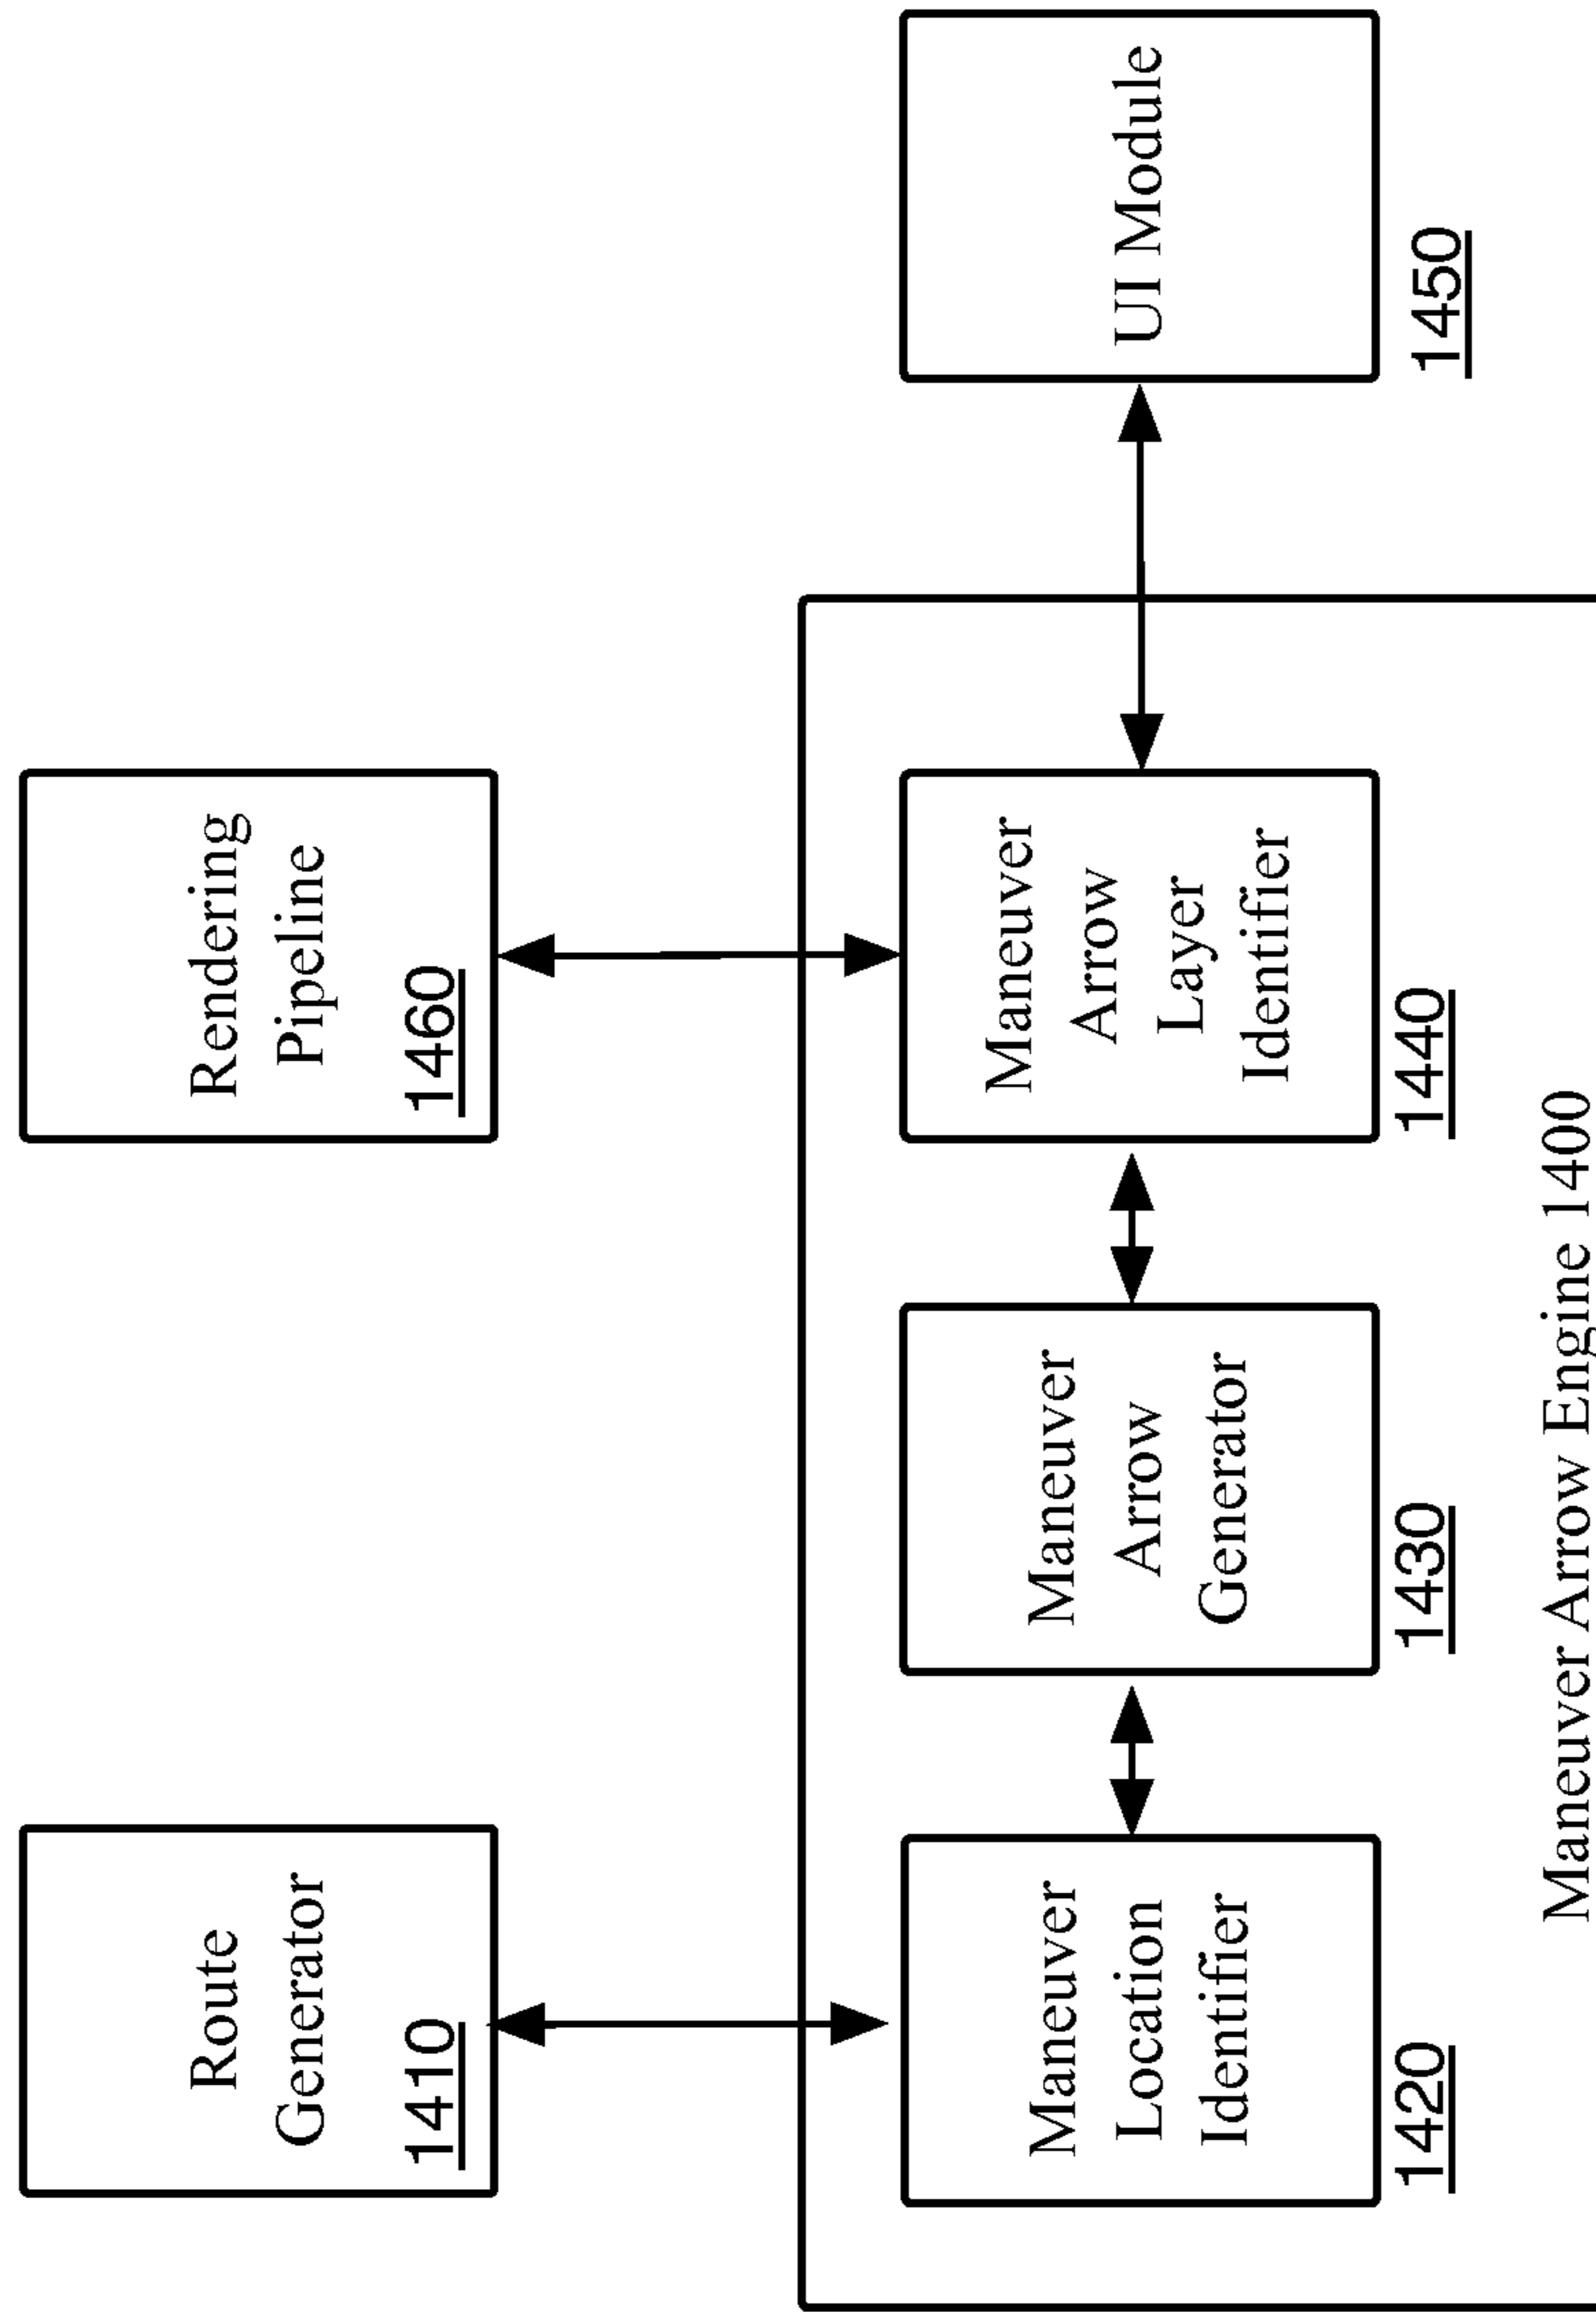 Route
Generator
1410
Rendering
Pipeline
1460
Maneuver
Location
Identifier
1420
Maneuver
Arrow
Generator
1430
Maneuver
Arrow
Layer
Identifier
1440
UI Module
1450
Maneuver Arrow Engine 1400